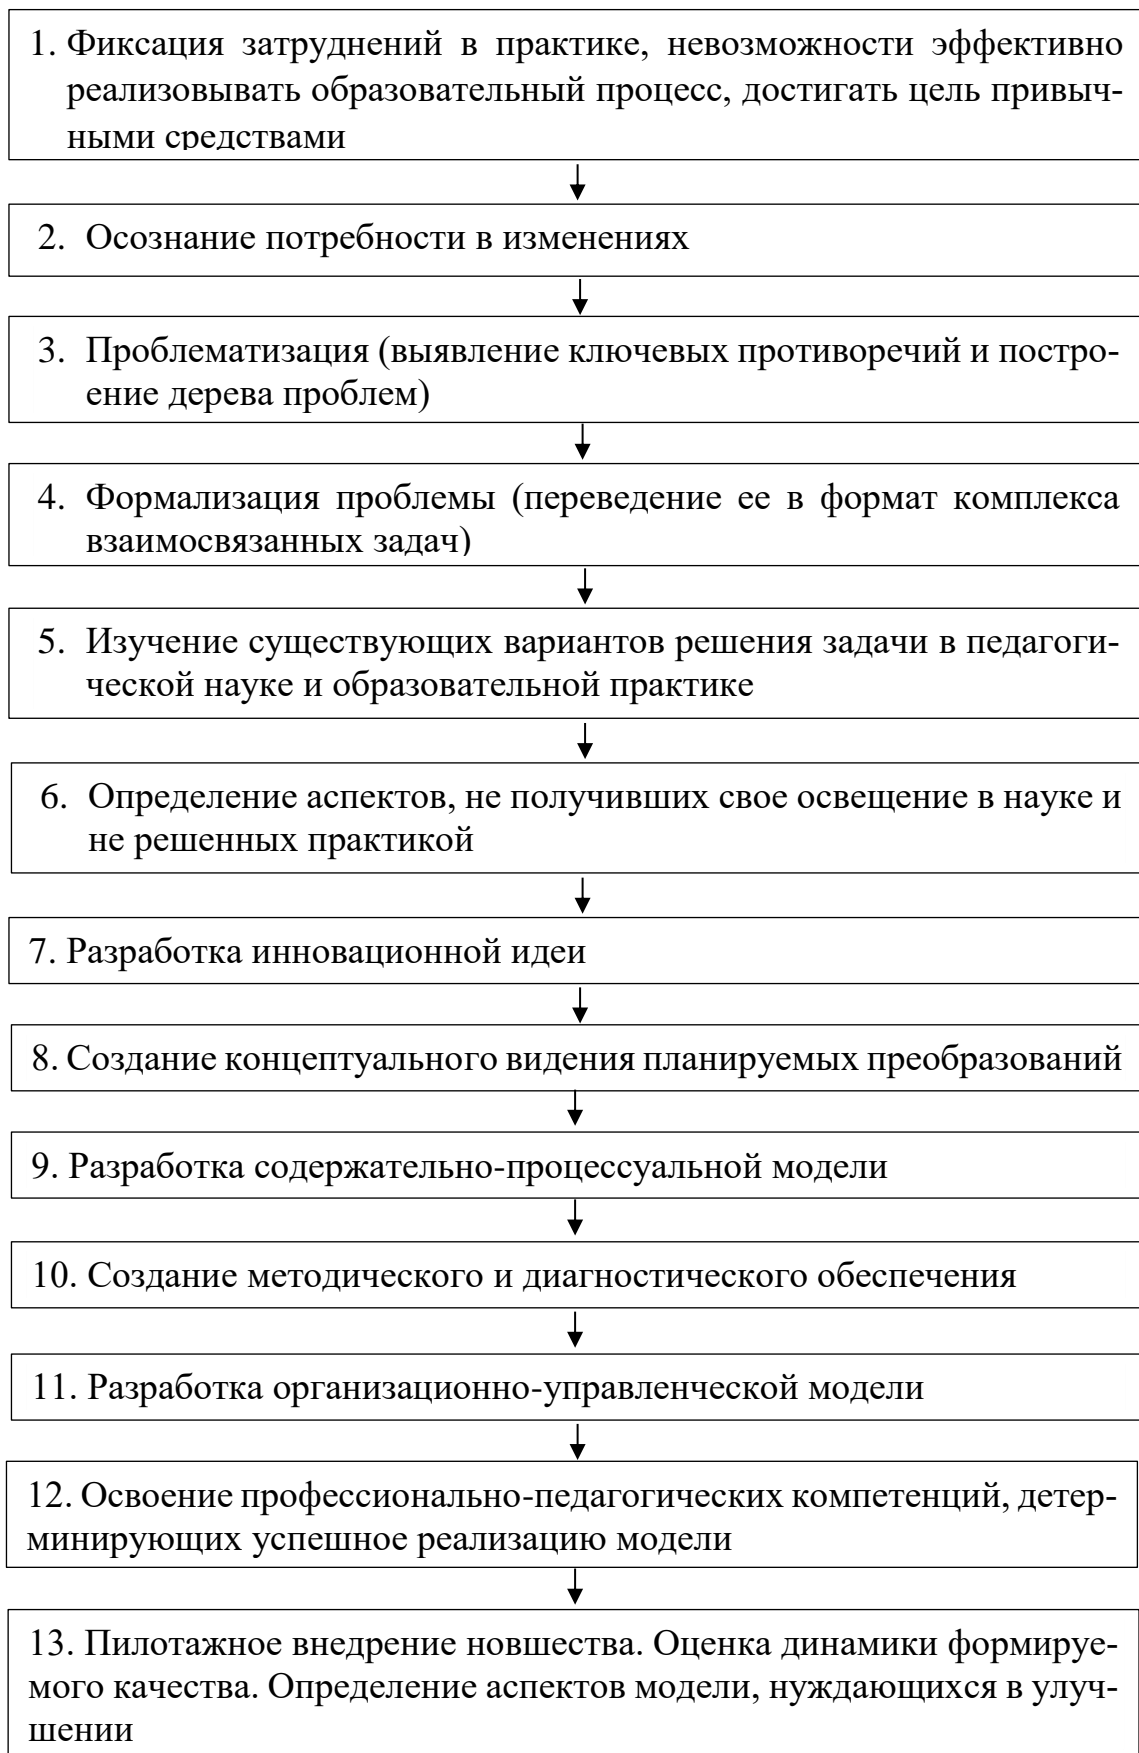 1. Фиксация затруднений в практике, невозможности эффективно
реализовывать образовательный процесс, достигать цель привыч-
ными средствами
2. Осознание потребности в изменениях
3. Проблематизация (выявление ключевых противоречий и постро-
ение дерева проблем)
4. Формализация проблемы (переведение ее в формат комплекса
взаимосвязанных задач)
5. Изучение существующих вариантов решения задачи в педагоги-
ческой науке и образовательной практике
6. Определение аспектов, не получивших свое освещение в науке и
не решенных практикой
7. Разработка инновационной идеи
8. Создание концептуального видения планируемых преобразований
9. Разработка содержательно-процессуальной модели
10. Создание методического и диагностического обеспечения
11. Разработка организационно-управленческой модели
12. Освоение профессионально-педагогических компетенций, детер-
минирующих успешное реализацию модели
13. Пилотажное внедрение новшества. Оценка динамики формируе-
мого качества. Определение аспектов модели, нуждающихся в улуч-
шении